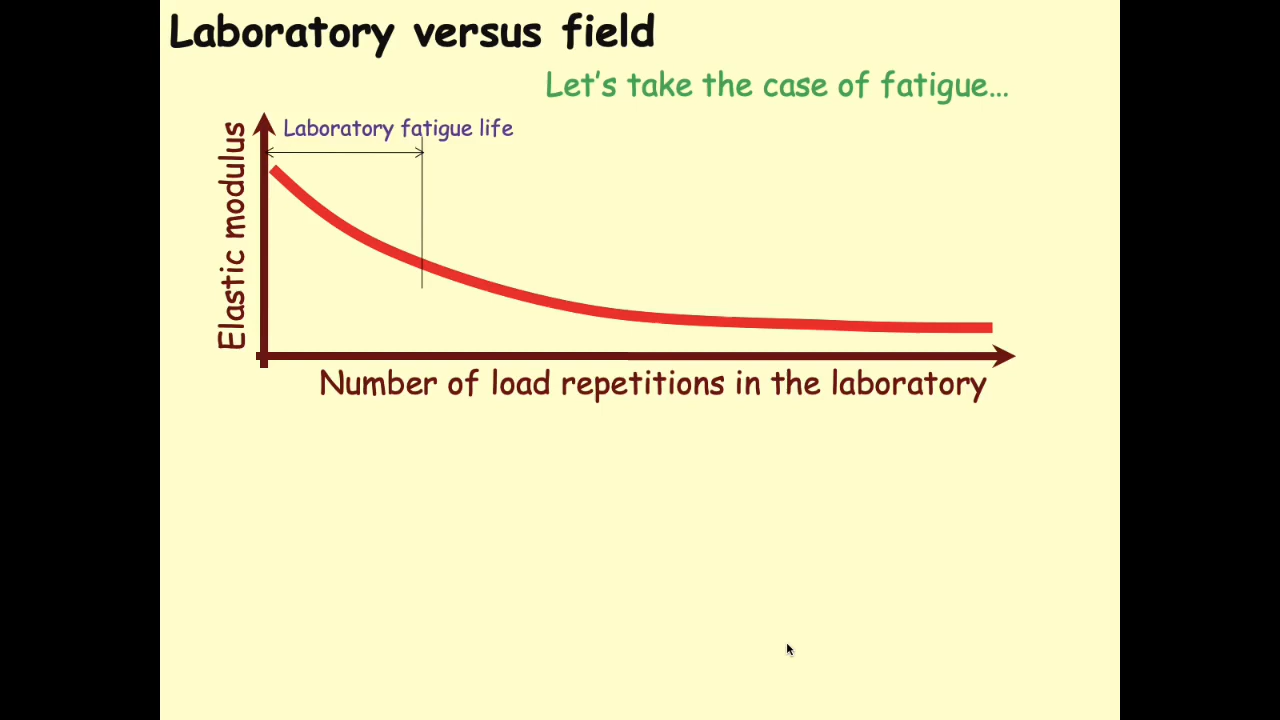 Laboratory versus field
Let's take the case of fatigue...
Laboratory fatigue life
Elastic modulus
Number of load repetitions in the laboratory